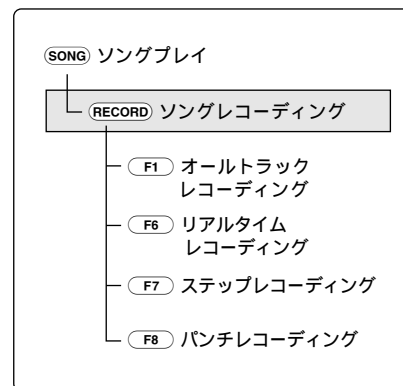 SONG ソングプレイ
RECORD ソングレコーディング
F1 オールトラック
レコーディング
F6 リアルタイム
レコーディング
F7 ステップレコーディング
F8 パンチレコーディング